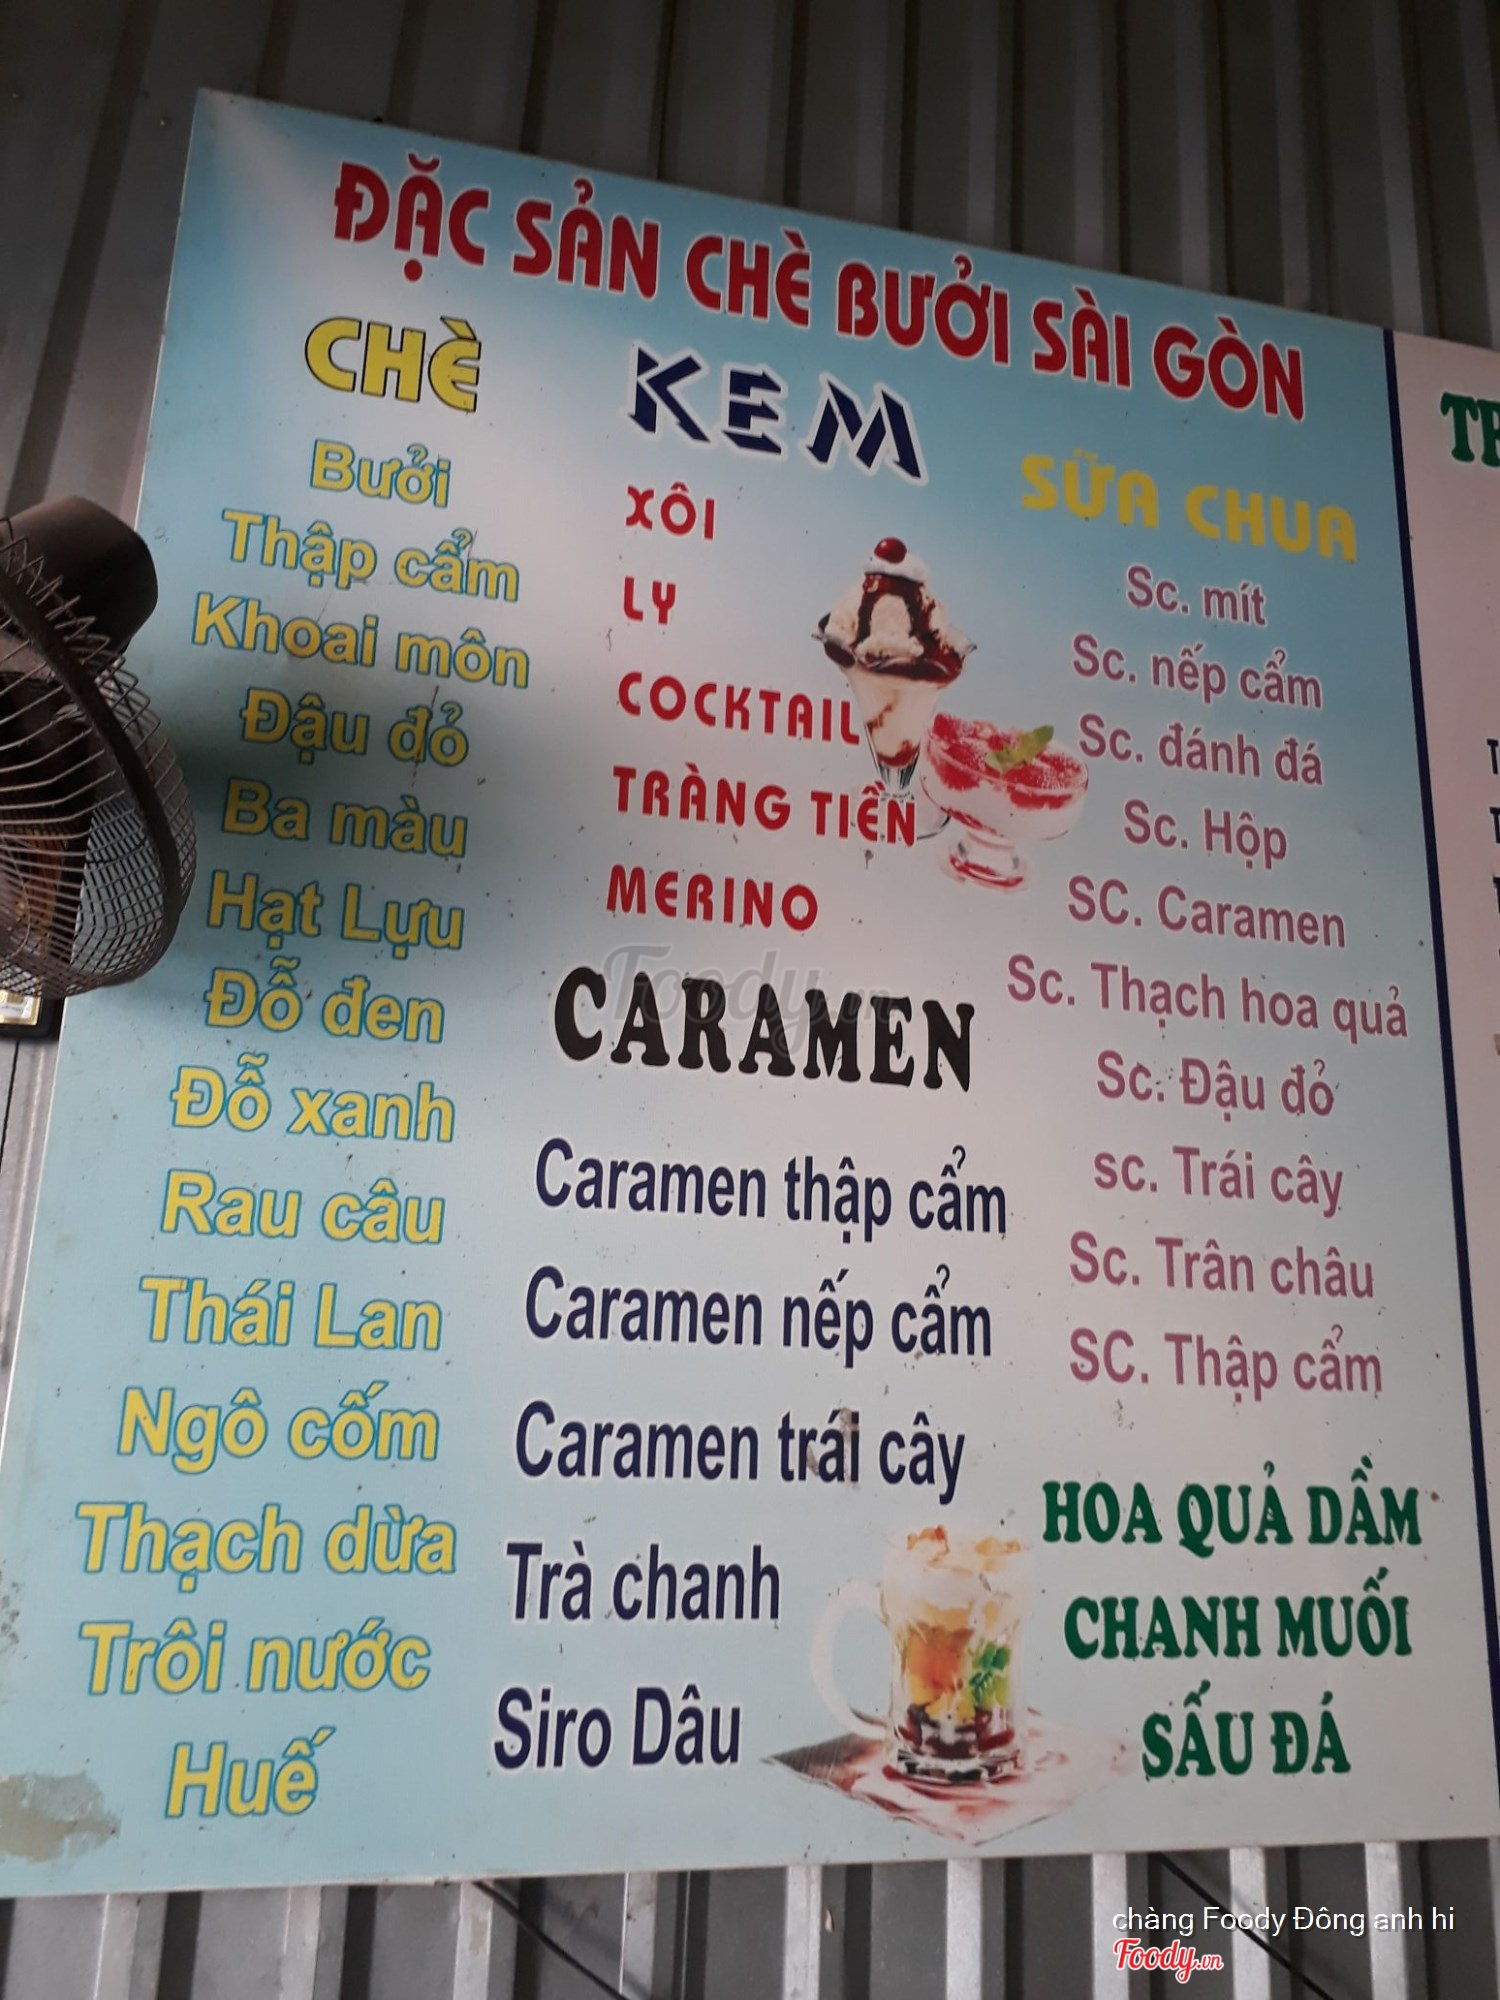 ĐẶC SẢN CHÈ BƯỞI SÀI GÒN
CHÈ
Bưởi
Thập cẩm
Khoai môn
Đậu đỏ
Ba màu
Hạt Lựu
Đỗ đen
Đỗ xanh
Rau câu
Thái Lan
Ngô cốm
Thạch dừa
Trôi nước
Huế
KEM
XÔI
LY
COCKTAIL
TRÀNG TIỀN
MERINO
CARAMEN
Caramen thập cẩm
Caramen nếp cẩm
Caramen trái cây
Trà chanh
Siro Dâu
SỮA CHUA
Sc. mít
Sc. nếp cẩm
Sc. đánh đá
Sc. Hộp
SC. Caramen
Sc. Thạch hoa quả
Sc. Đậu đỏ
sc. Trái cây
Sc. Trân châu
SC. Thập cẩm
HOA QUẢ DẦM
CHANH MUỐI
SẤU ĐÁ
Foody.vn
chàng Foody Đông anh hi
Foody.vn